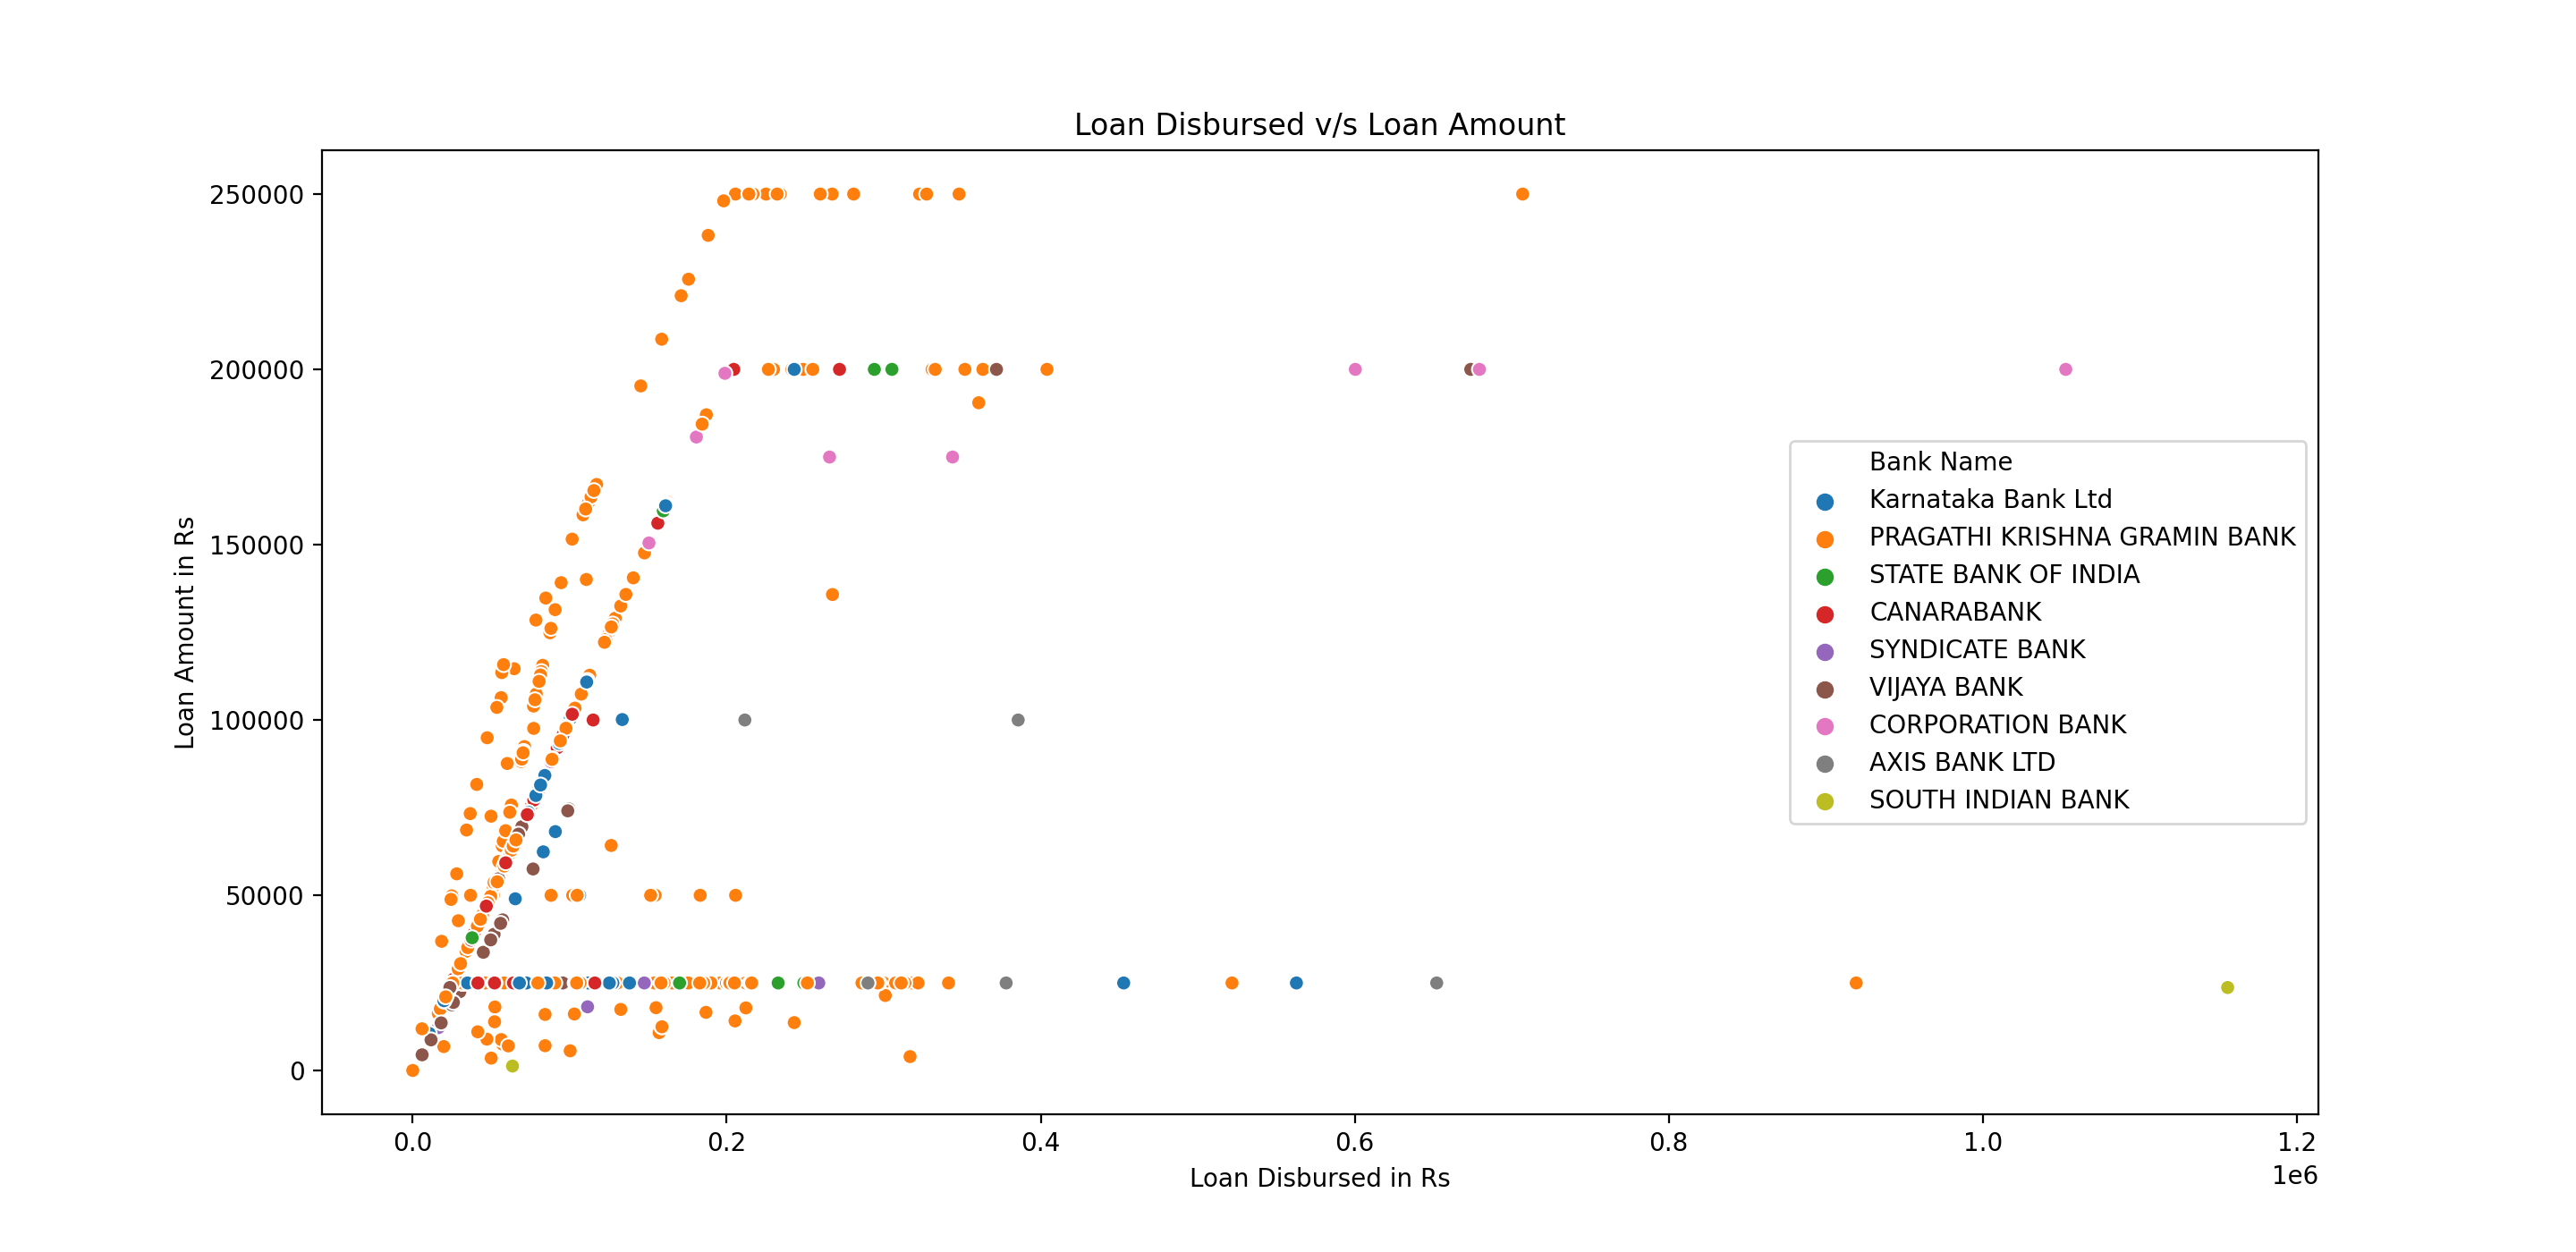 Loan Disbursed v/s Loan Amount
250000
200000
150000
100000
50000
0
Loan Amount in Rs
Bank Name
Karnataka Bank Ltd
PRAGATHI KRISHNA GRAMIN BANK
STATE BANK OF INDIA
CANARABANK
SYNDICATE BANK
VIJAYA BANK
CORPORATION BANK
AXIS BANK LTD
SOUTH INDIAN BANK
0.0 0.2 0.4 0.6 0.8 1.0 1.2
1e6
Loan Disbursed in Rs